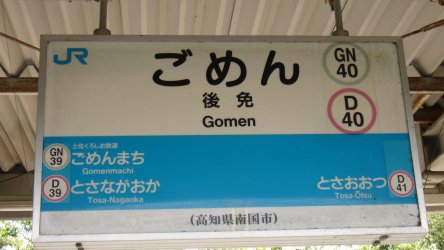 JR
ごめん
後免
Gomen
GN
40
D
40
土佐くろしお鉄道
GN
39
ごめんまち
Gomenmachi
D
39
とさながおか
Tosa-Nagaoka
とさおおつ
Tosa-Ōtsu
D
41
(高知県南国市)